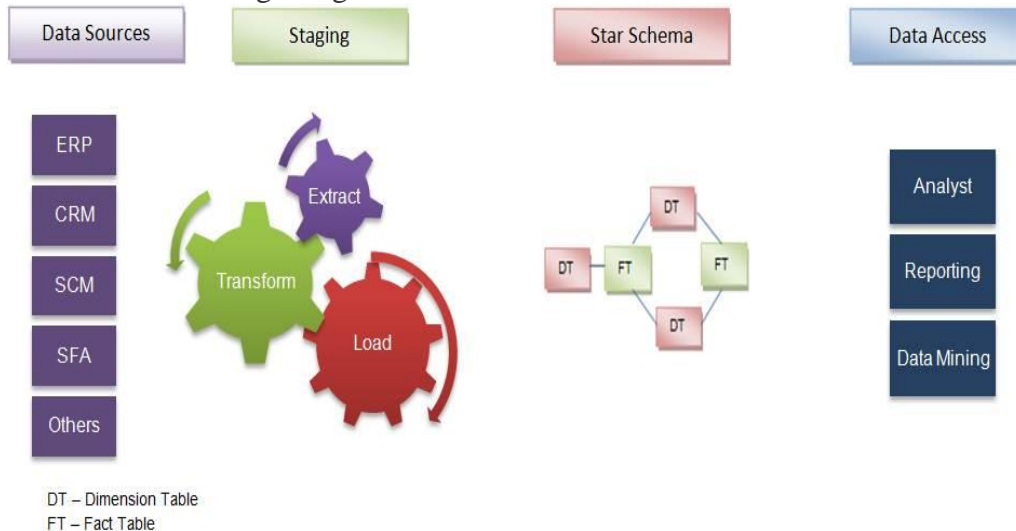 Data Sources
Staging
Star Schema
Data Access
ERP
CRM
SCM
SFA
Others
Extract
Transform
Load
DT
DT
FT
FT
DT
Analyst
Reporting
Data Mining
DT – Dimension Table
FT – Fact Table